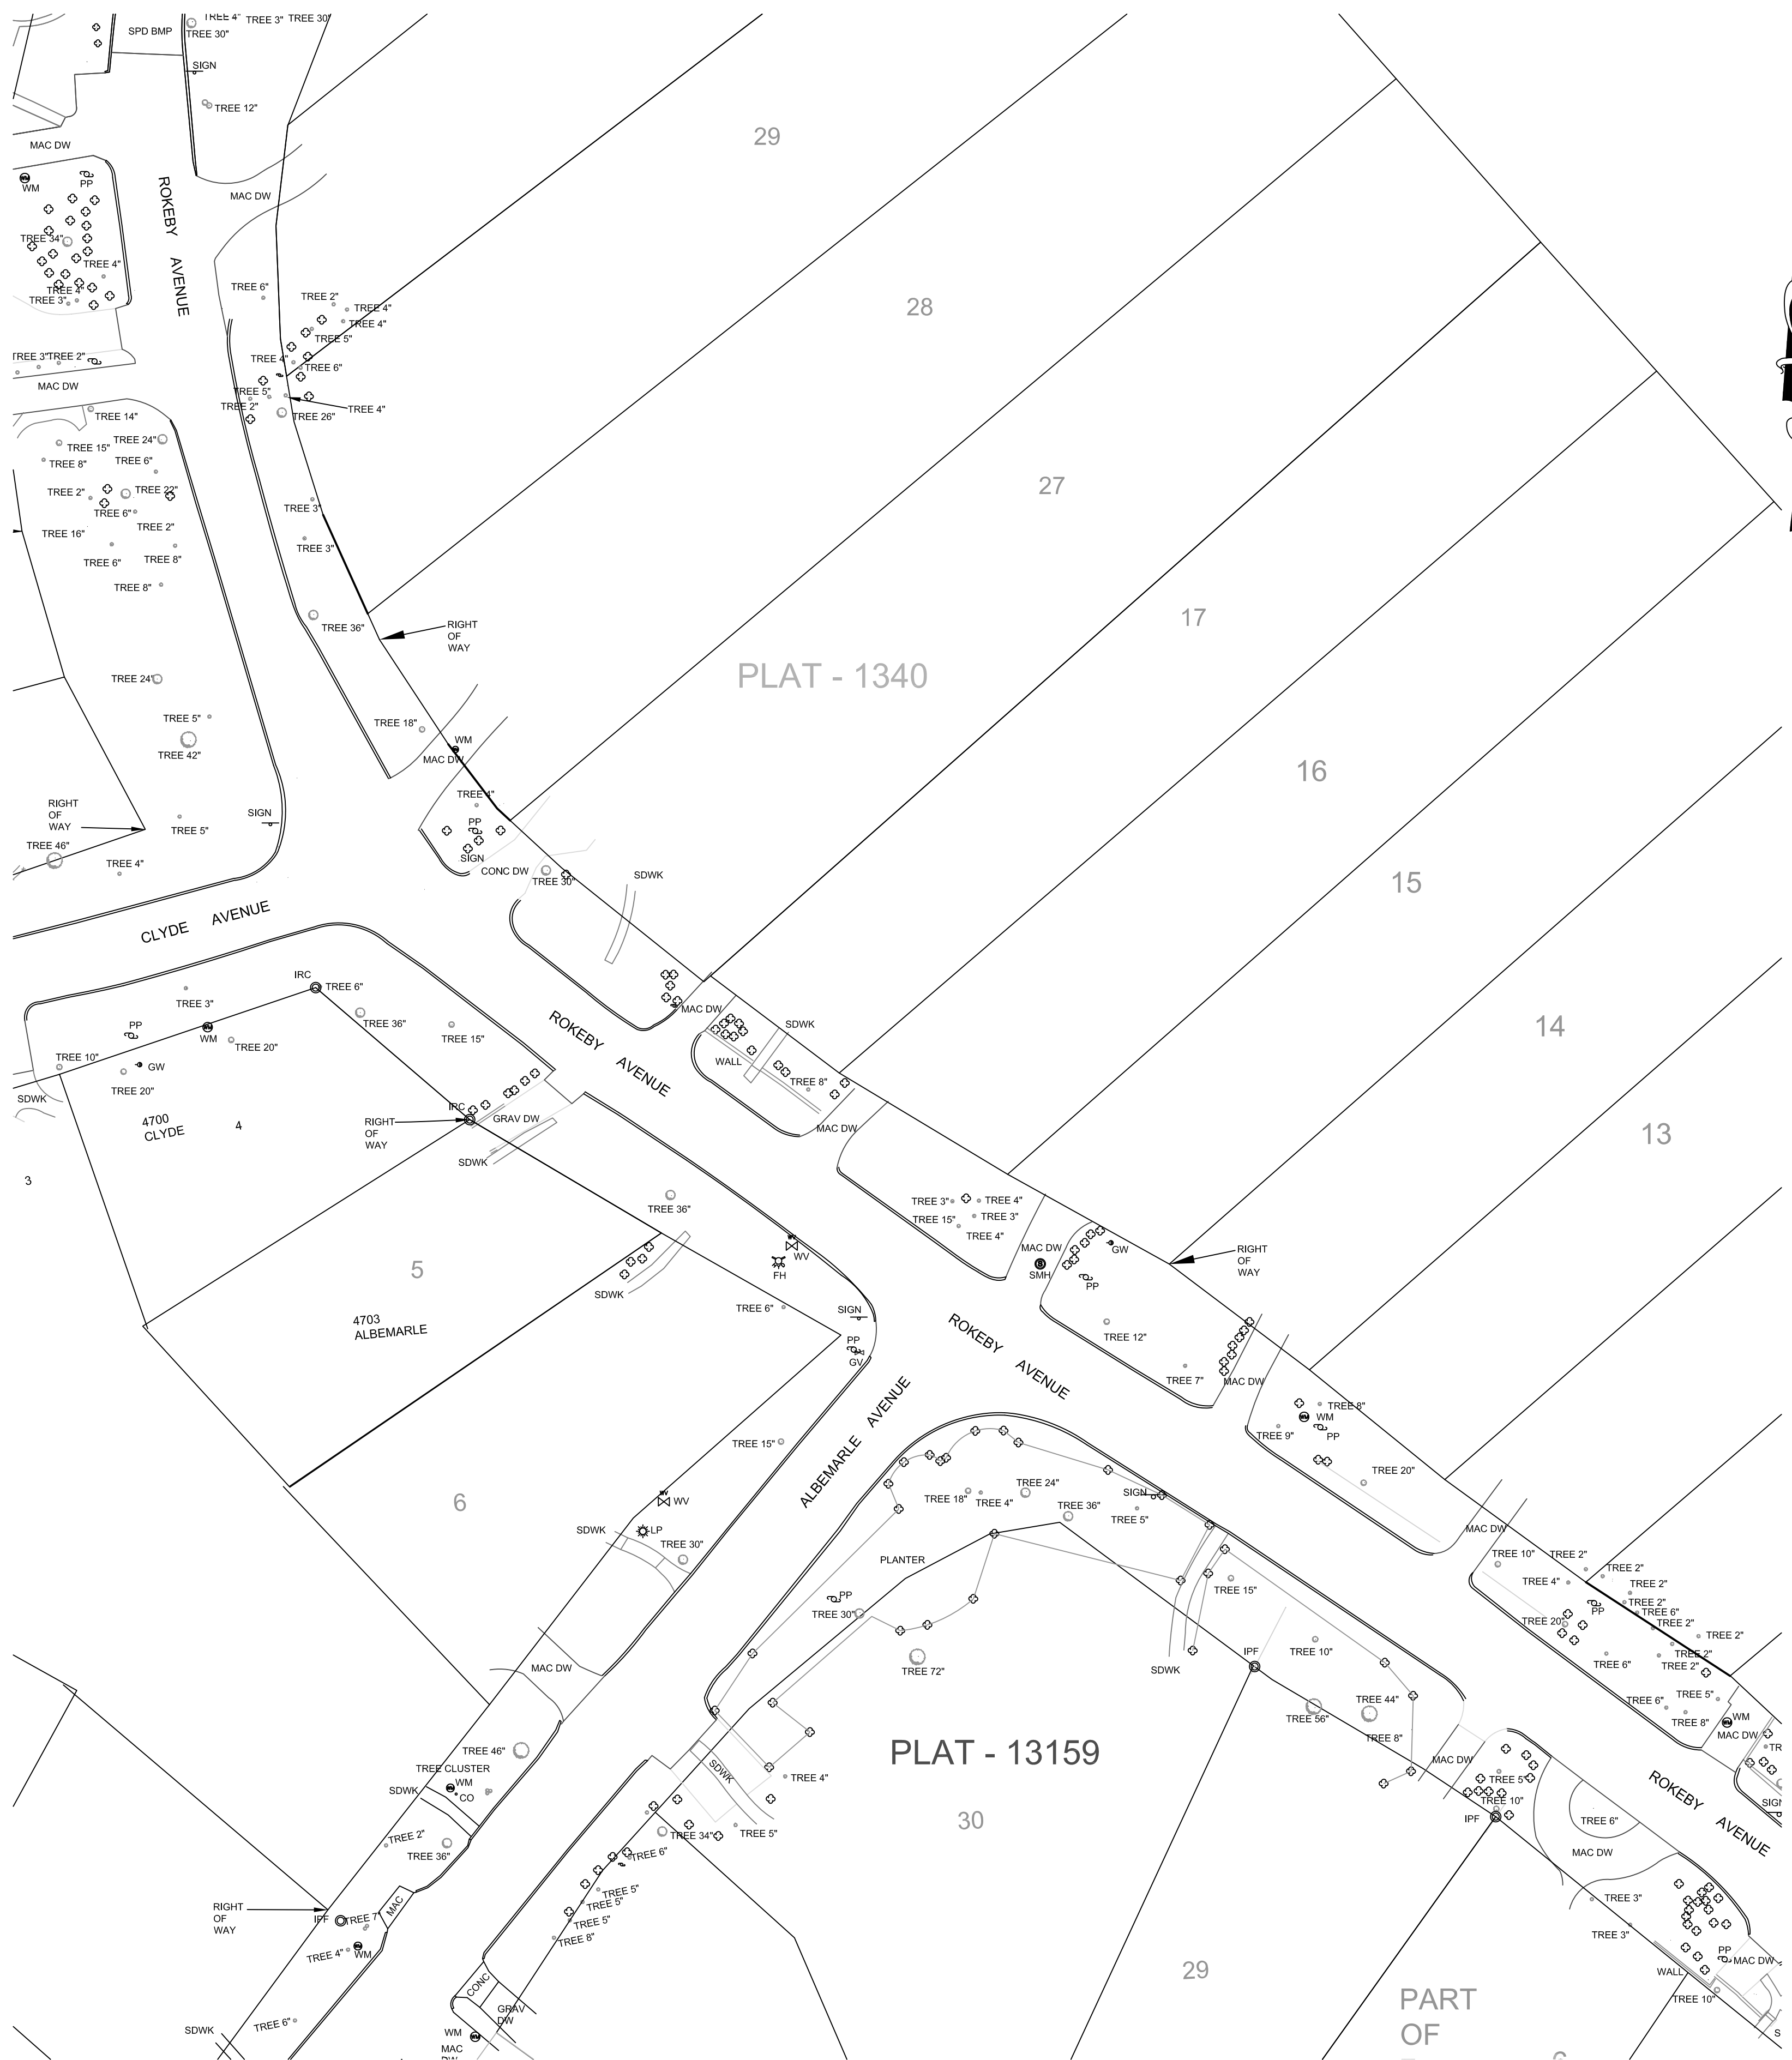 TREE 4" TREE 3" TREE 30"
SPD BMP
TREE 30"
SIGN
TREE 12"
29
MAC DW
WM
PP
ROKEBY AVENUE
MAC DW
TREE 34"
TREE 4"
TREE 4"
TREE 3"
TREE 6"
TREE 2"
TREE 4"
TREE 4"
TREE 5"
28
TREE 3" TREE 2"
TREE 4"
TREE 6"
MAC DW
TREE 5"
TREE 2"
TREE 4"
TREE 26"
TREE 14"
TREE 24"
TREE 15"
TREE 8"
TREE 6"
27
TREE 2"
TREE 22"
TREE 6"
TREE 2"
TREE 16"
TREE 3"
TREE 3"
TREE 6"
TREE 8"
TREE 8"
17
TREE 36"
RIGHT
OF
WAY
PLAT - 1340
TREE 24"
TREE 5"
TREE 18"
TREE 42"
WM
MAC DW
16
TREE 4"
RIGHT
OF
WAY
SIGN
TREE 5"
PP
TREE 46"
TREE 4"
SIGN
CONC DW
TREE 30"
SDWK
15
CLYDE AVENUE
IRC
TREE 6"
TREE 3"
TREE 36"
TREE 15"
MAC DW
SDWK
14
PP
WM
TREE 20"
ROKEBY AVENUE
WALL
TREE 10"
GW
TREE 20"
TREE 8"
SDWK
4700
CLYDE
4
IRC
RIGHT
OF
WAY
GRAV DW
MAC DW
13
SDWK
3
TREE 36"
TREE 3"
TREE 4"
TREE 15"
TREE 3"
TREE 4"
WV
FH
MAC DW
SMH
GW
PP
RIGHT
OF
WAY
5
SDWK
TREE 6"
SIGN
4703
ALBEMARLE
PP
GV
ROKEBY AVENUE
TREE 12"
TREE 7"
MAC DW
ALBEMARLE AVENUE
TREE 8"
WM
PP
TREE 9"
TREE 15"
TREE 20"
6
WV
TREE 18"
TREE 4"
TREE 24"
SIGN
TREE 36"
TREE 5"
SDWK
LP
TREE 30"
MAC DW
PLANTER
TREE 10"
TREE 2"
TREE 2"
TREE 4"
TREE 2"
TREE 15"
PP
TREE 30"
PP
TREE 2"
TREE 6"
TREE 20"
TREE 2"
TREE 2"
TREE 2"
TREE 6"
TREE 2"
MAC DW
TREE 72"
SDWK
IPF
TREE 10"
TREE 56"
TREE 44"
TREE 8"
TREE 6"
TREE 5"
TREE 8"
WM
MAC DW
PLAT - 13159
TREE 46"
TREE CLUSTER
WM
CO
SDWK
SDWK
TREE 4"
MAC DW
TREE 5"
TREE 10"
IPF
TREE 6"
MAC DW
ROKEBY AVENUE
SIGN
30
TREE 2"
TREE 36"
TREE 34"
TREE 5"
TREE 6"
TREE 5"
TREE 5"
TREE 5"
TREE 8"
RIGHT
OF
WAY
IPF
TREE 7"
MAC
TREE 4"
WM
TREE 3"
TREE 3"
29
PP
MAC DW
WALL
TREE 10"
CONC
GRAV
DW
PART
OF
TREE 6"
SDWK
WM
MAC